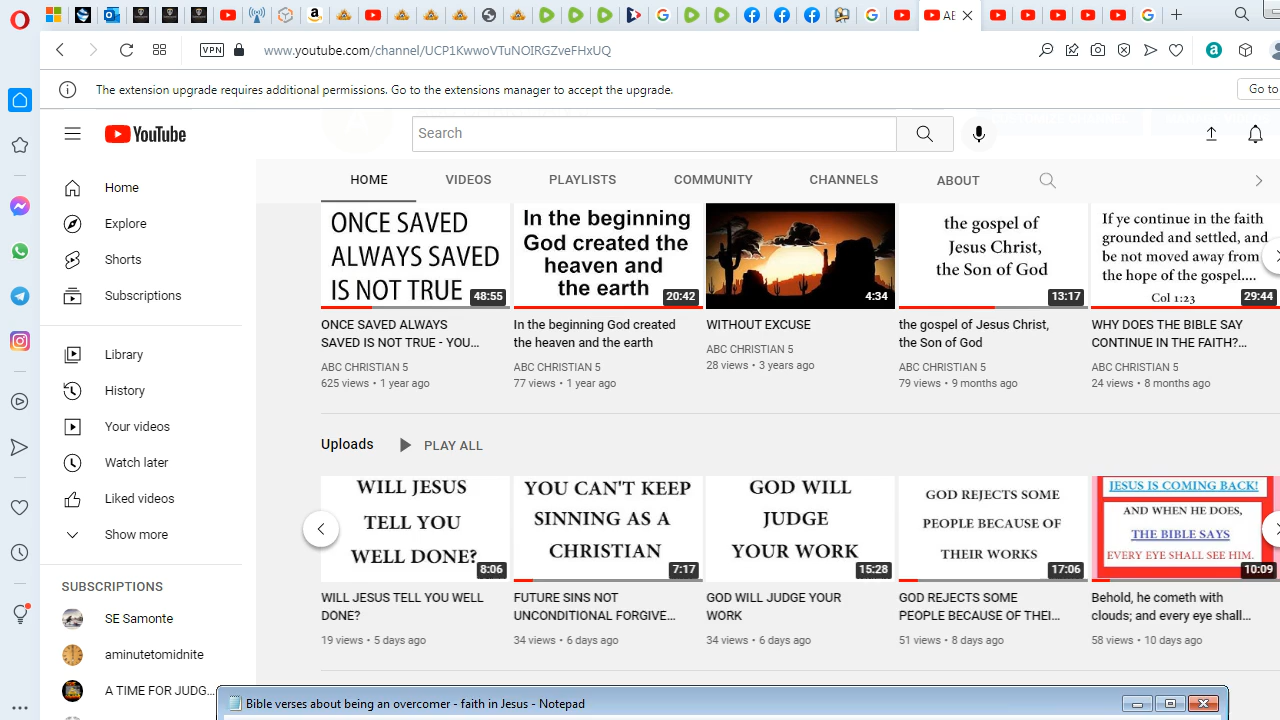 AE
VPN
www.youtube.com/channel/UCP1KwwoVTuNOIRGZveFHxUQ
The extension upgrade requires additional permissions. Go to the extensions manager to accept the upgrade.
Go to
YouTube
Search
Home
Explore
Shorts
Subscriptions
Library
History
Your videos
Watch later
Liked videos
Show more
SUBSCRIPTIONS
SE Samonte
aminutetomidnite
A TIME FOR JUDG...
HOME VIDEOS PLAYLISTS COMMUNITY CHANNELS ABOUT
ONCE SAVED
ALWAYS SAVED
IS NOT TRUE
48:55
ONCE SAVED ALWAYS
SAVED IS NOT TRUE - YOU...
ABC CHRISTIAN 5
625 views • 1 year ago
In the beginning
God created the
heaven and
the earth
20:42
In the beginning God created
the heaven and the earth
ABC CHRISTIAN 5
77 views • 1 year ago
4:34
WITHOUT EXCUSE
ABC CHRISTIAN 5
28 views • 3 years ago
the gospel of
Jesus Christ,
the Son of God
13:17
the gospel of Jesus Christ,
the Son of God
ABC CHRISTIAN 5
79 views • 9 months ago
If ye continue in the faith
grounded and settled, and
be not moved away from
the hope of the gospel....
Col 1:23
29:44
WHY DOES THE BIBLE SAY
CONTINUE IN THE FAITH?...
ABC CHRISTIAN 5
24 views • 8 months ago
Uploads PLAY ALL
WILL JESUS
TELL YOU
WELL DONE?
8:06
WILL JESUS TELL YOU WELL
DONE?
19 views • 5 days ago
YOU CAN'T KEEP
SINNING AS A
CHRISTIAN
7:17
FUTURE SINS NOT
UNCONDITIONAL FORGIVE...
34 views • 6 days ago
GOD WILL
JUDGE
YOUR WORK
15:28
GOD WILL JUDGE YOUR
WORK
34 views • 6 days ago
GOD REJECTS SOME
PEOPLE BECAUSE OF
THEIR WORKS
17:06
GOD REJECTS SOME
PEOPLE BECAUSE OF THEI...
51 views • 8 days ago
JESUS IS COMING BACK!
AND WHEN HE DOES,
THE BIBLE SAYS
EVERY EYE SHALL SEE HIM.
10:09
Behold, he cometh with
clouds; and every eye shall...
58 views • 10 days ago
Bible verses about being an overcomer - faith in Jesus - Notepad